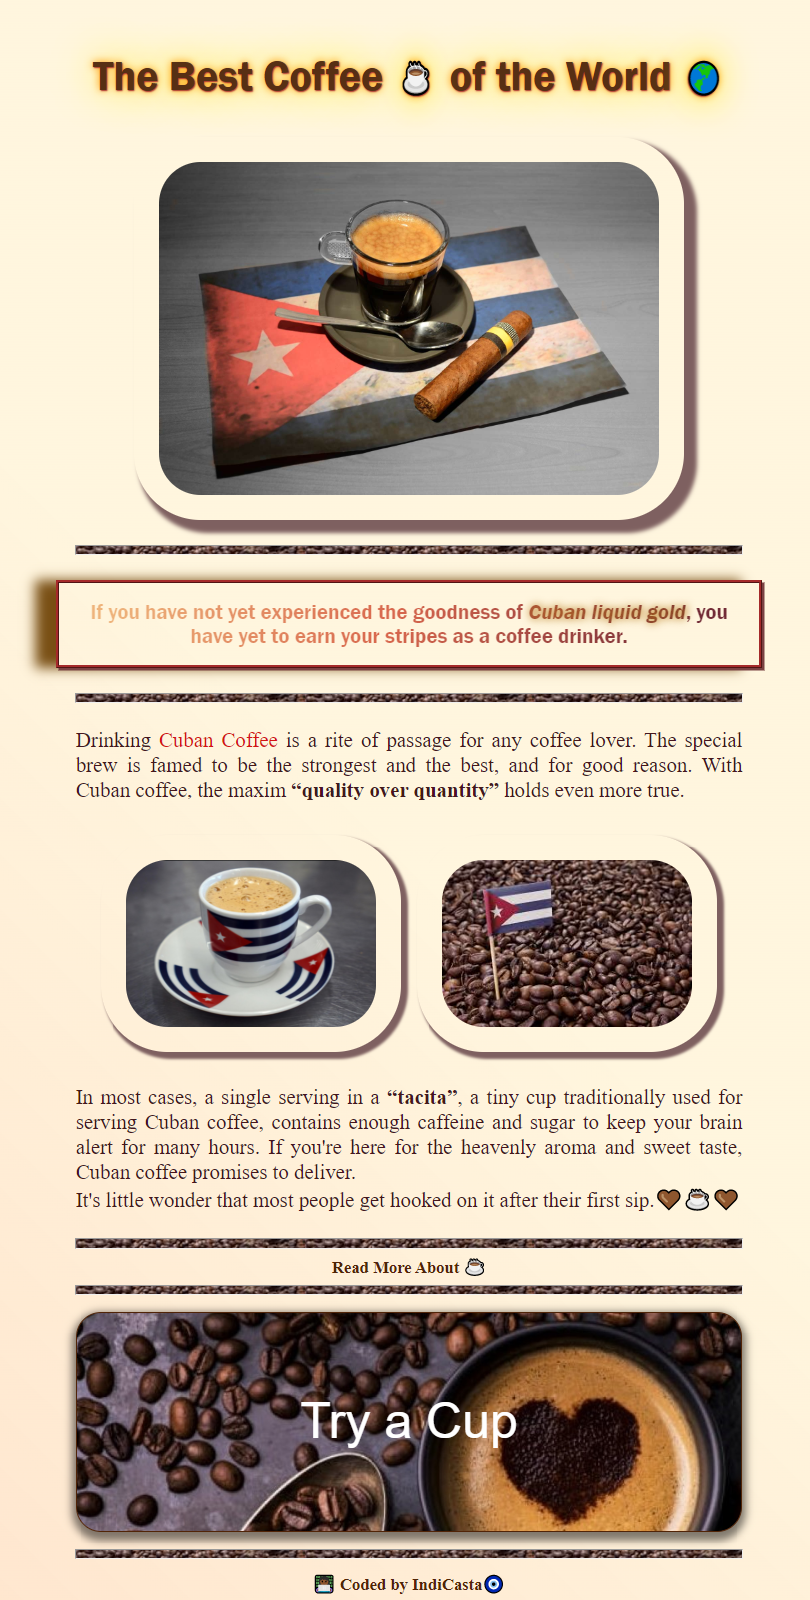 The Best Coffee ☕ of the World 🌎
If you have not yet experienced the goodness of Cuban liquid gold, you
have yet to earn your stripes as a coffee drinker.
Drinking Cuban Coffee is a rite of passage for any coffee lover. The special
brew is famed to be the strongest and the best, and for good reason. With
Cuban coffee, the maxim “quality over quantity” holds even more true.
In most cases, a single serving in a “tacita”, a tiny cup traditionally used for
serving Cuban coffee, contains enough caffeine and sugar to keep your brain
alert for many hours. If you're here for the heavenly aroma and sweet taste,
Cuban coffee promises to deliver.
It's little wonder that most people get hooked on it after their first sip.🤎☕🤎
Read More About ☕
Try a Cup
👩🏽‍💻 Coded by IndiCasta🧿